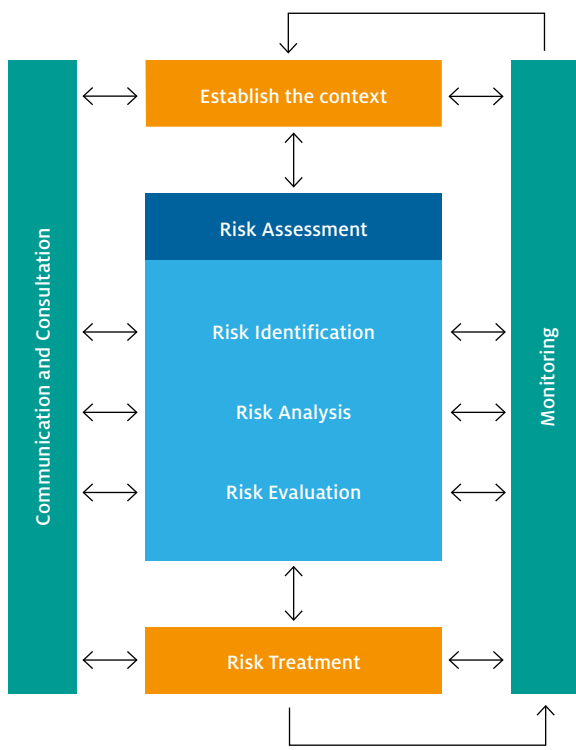 Establish the context
Risk Assessment
Risk Identification
Risk Analysis
Risk Evaluation
Risk Treatment
Communication and Consultation
Monitoring